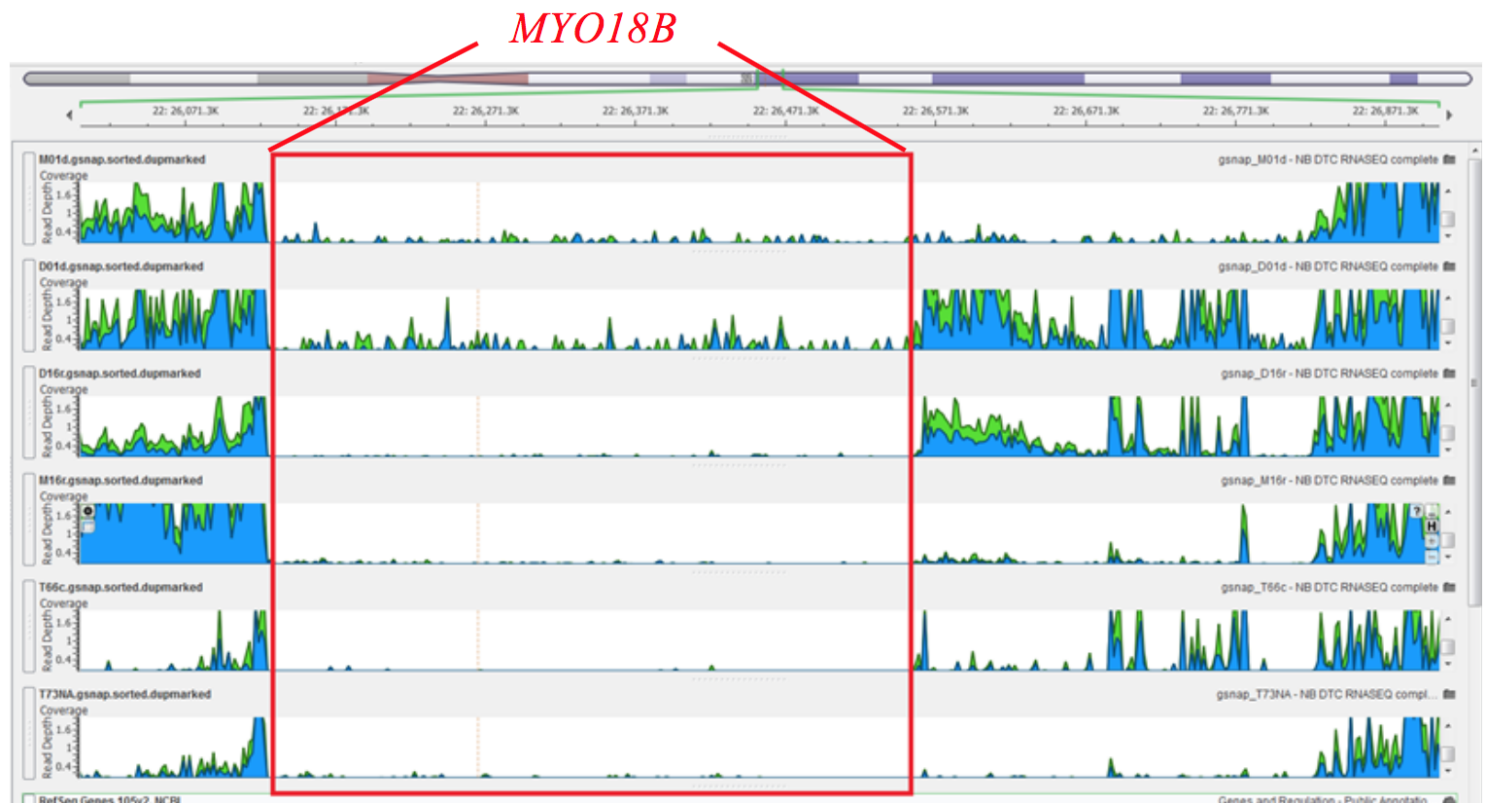 MYO18B
22: 26,071.3K 22: 26,171.3K 22: 26,271.3K 22: 26,371.3K 22: 26,471.3K 22: 26,571.3K 22: 26,671.3K 22: 26,771.3K 22: 26,871.3K
M01d.gsnap.sorted.dupmarked gsnap_M01d - NB DTC RNASEQ complete
Coverage
Read Depth 1.6 1 0.4
D01d.gsnap.sorted.dupmarked gsnap_D01d - NB DTC RNASEQ complete
Coverage
Read Depth 1.6 1 0.4
D16r.gsnap.sorted.dupmarked gsnap_D16r - NB DTC RNASEQ complete
Coverage
Read Depth 1.6 1 0.4
M16r.gsnap.sorted.dupmarked gsnap_M16r - NB DTC RNASEQ complete
Coverage
Read Depth 1.6 1 0.4
? H
T66c.gsnap.sorted.dupmarked gsnap_T66c - NB DTC RNASEQ complete
Coverage
Read Depth 1.6 1 0.4
T73NA.gsnap.sorted.dupmarked gsnap_T73NA - NB DTC RNASEQ compl...
Coverage
Read Depth 1.6 1 0.4
RefSeq Genes 105v2, NCBI Genes and Regulation - Public Annotatio...